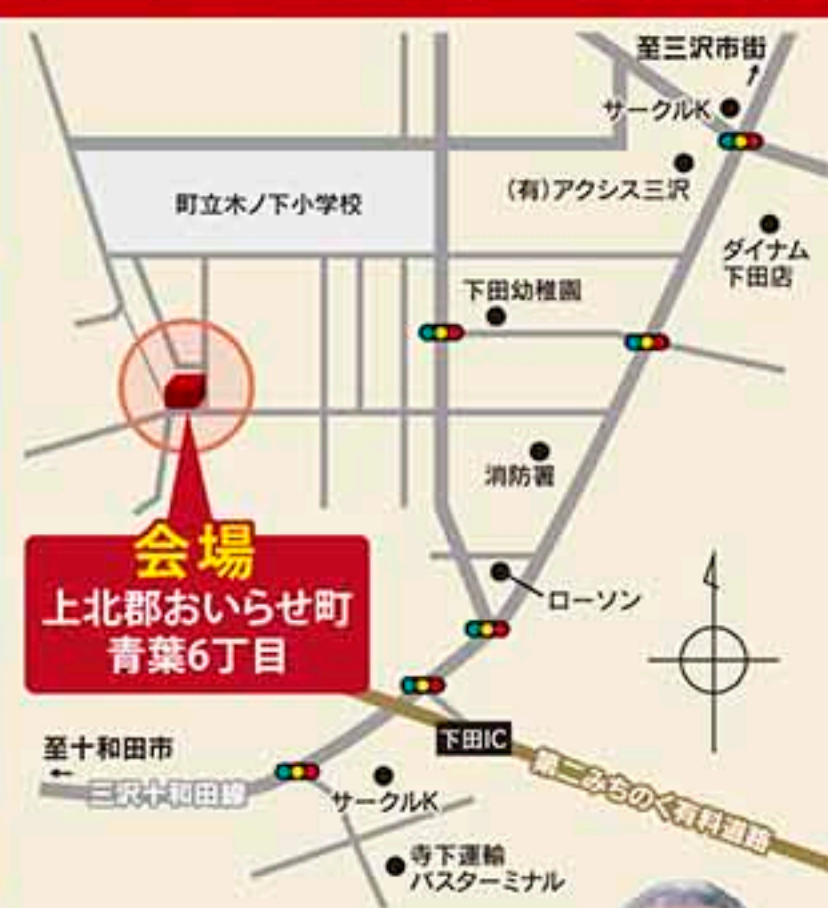 至三沢市街
サークルK
町立木ノ下小学校
(有)アクシス三沢
ダイナム
下田店
下田幼稚園
消防署
会場
上北郡おいらせ町
青葉6丁目
ローソン
下田IC
至十和田市
三沢十和田線
第二みちのく有料道路
サークルK
寺下運輸
バスターミナル